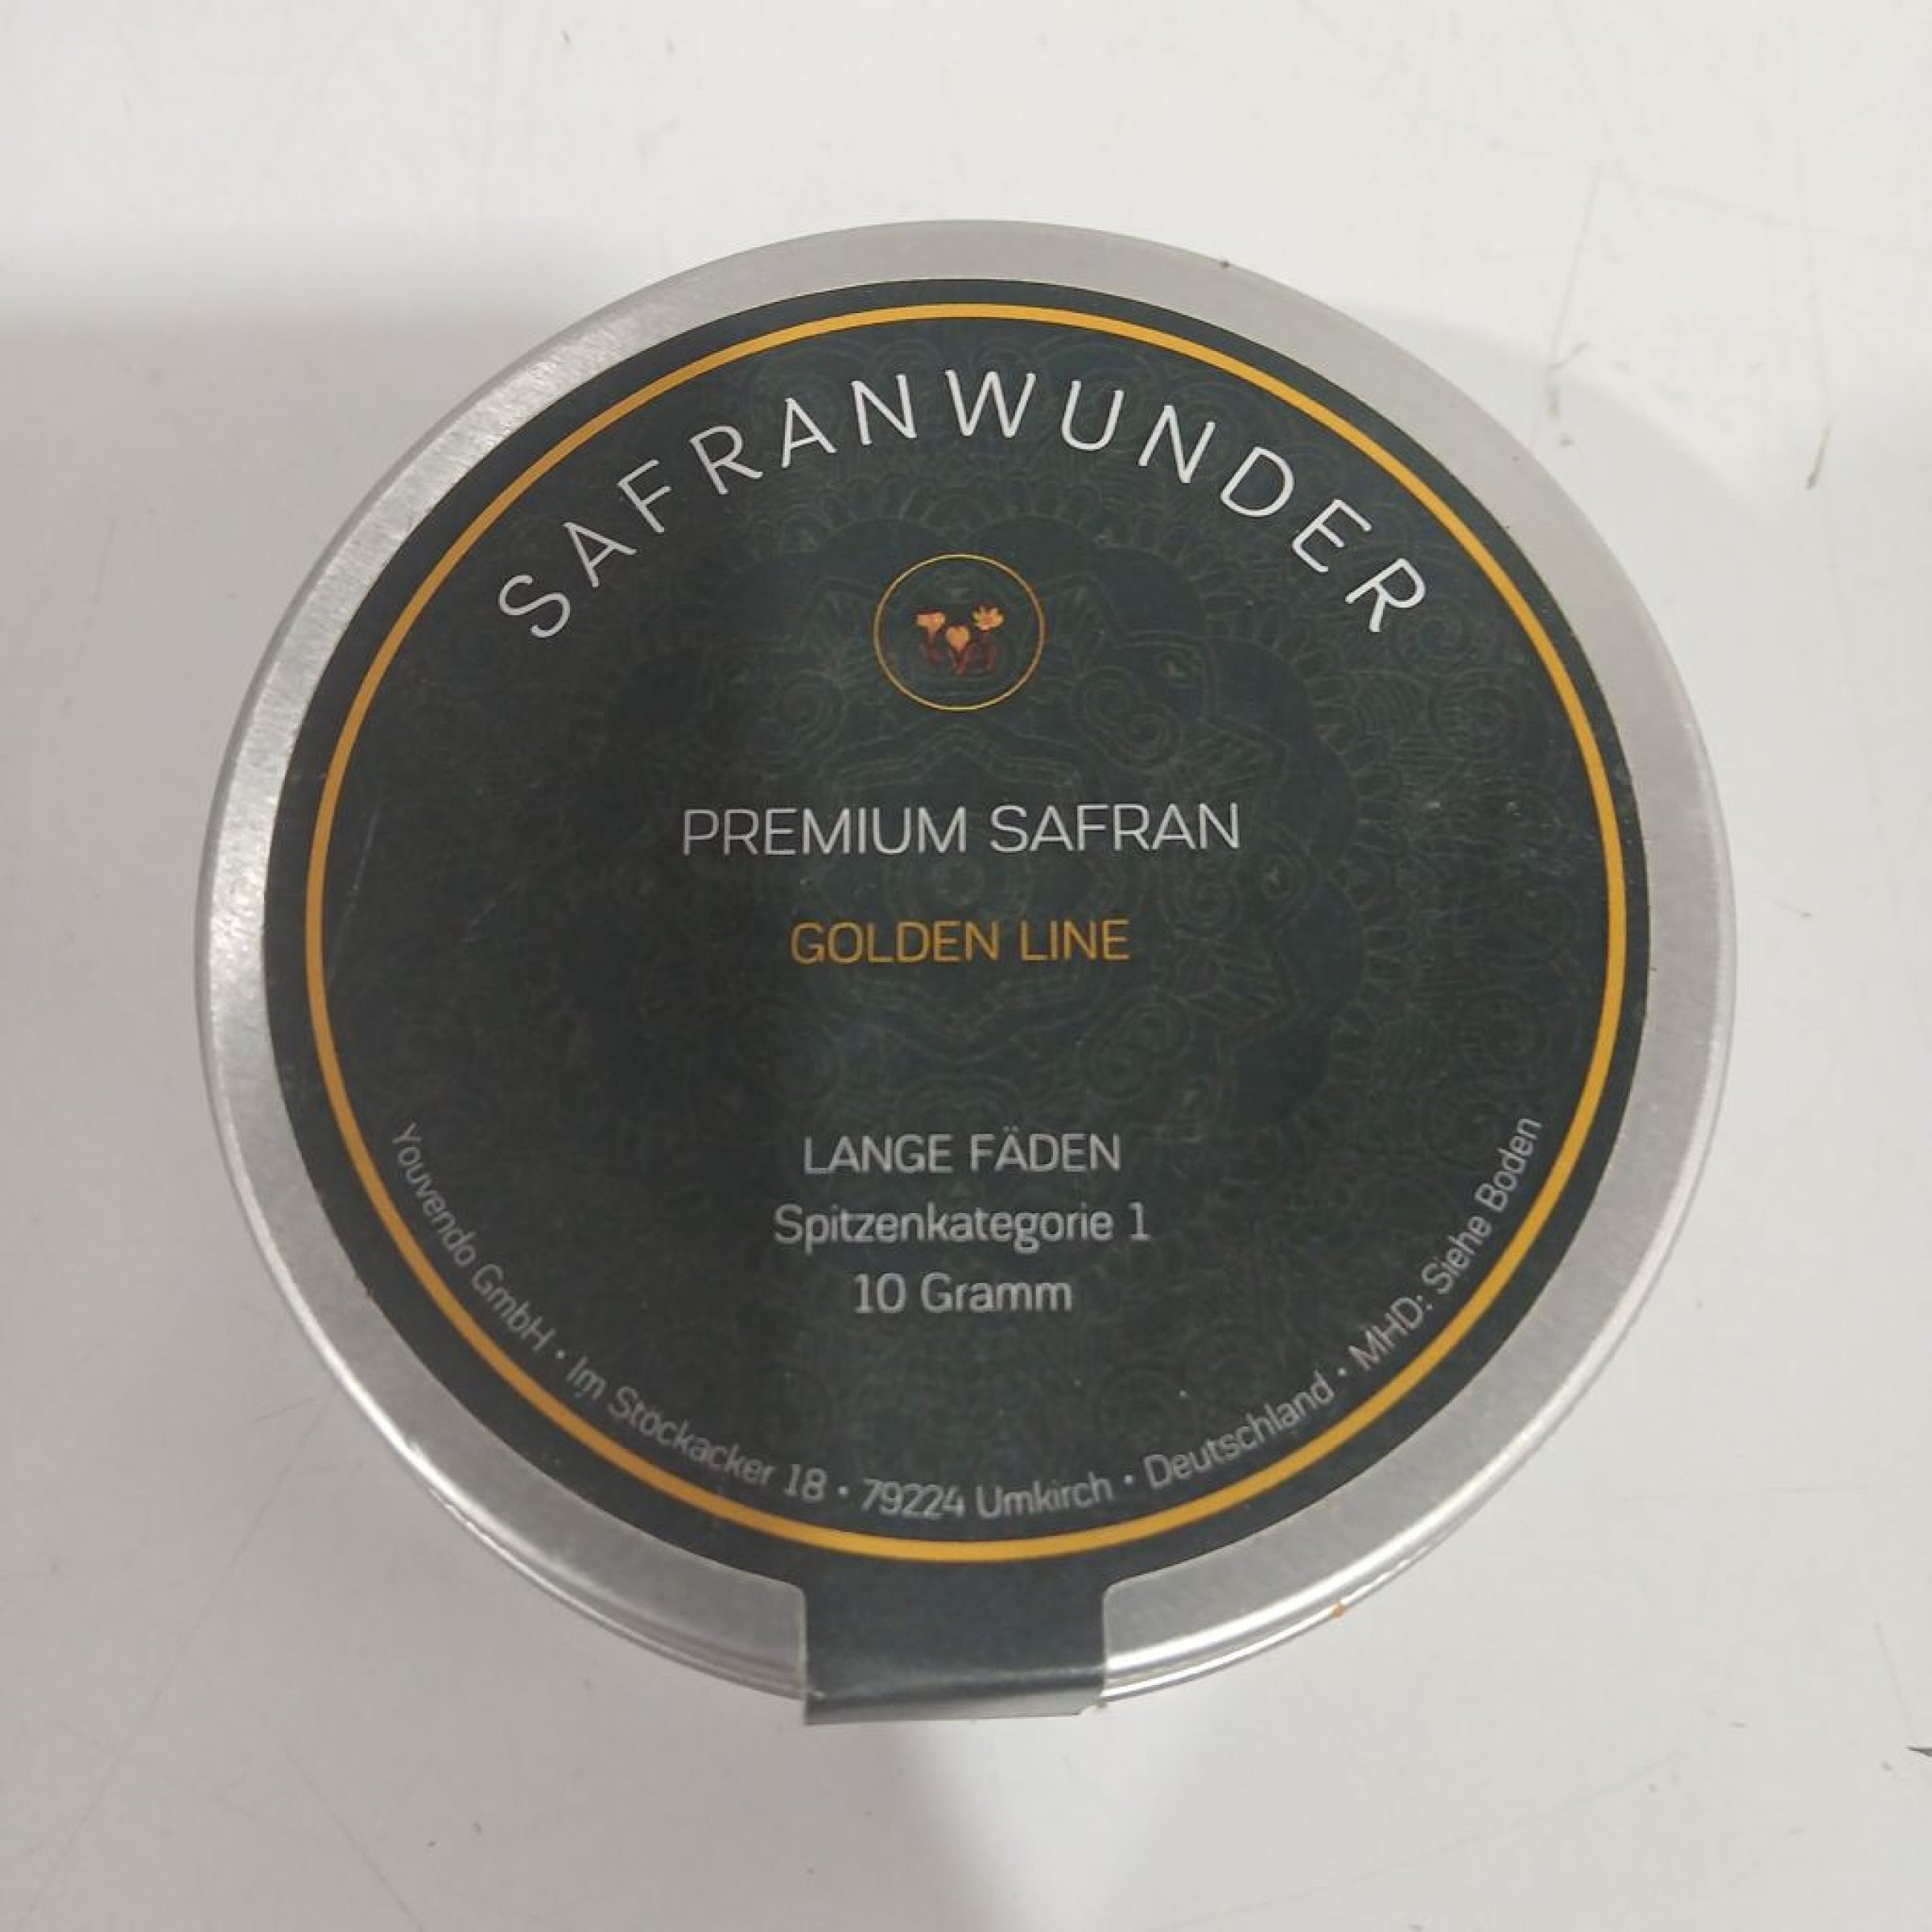 SAFRANWUNDER
PREMIUM SAFRAN
GOLDEN LINE
LANGE FÄDEN
Spitzenkategorie 1
10 Gramm
Youvendo GmbH • Im Stöckacker 18 • 79224 Umkirch • Deutschland • MHD: Siehe Boden